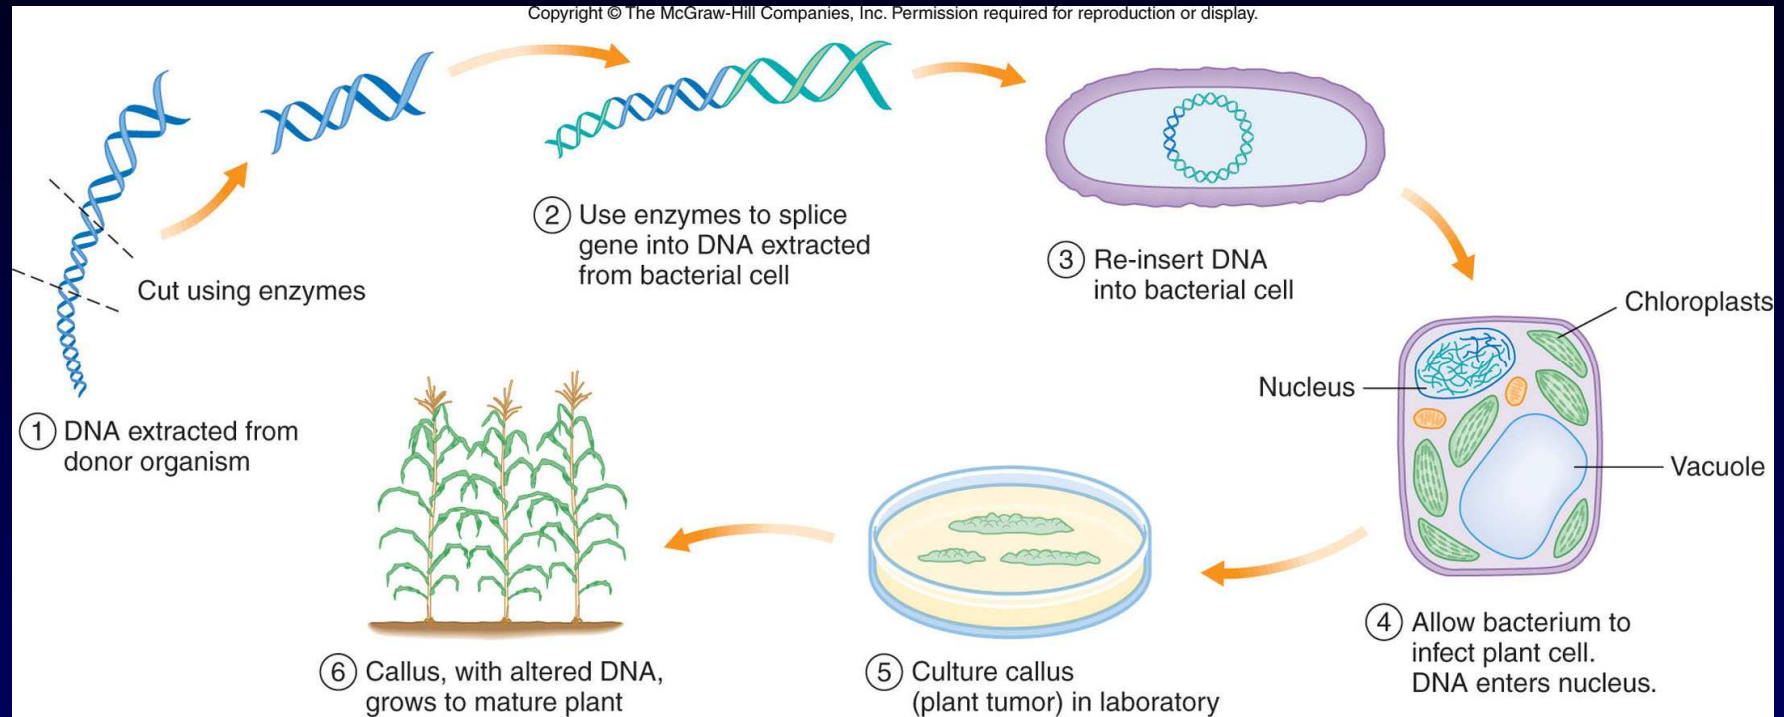 Copyright © The McGraw-Hill Companies, Inc. Permission required for reproduction or display.
Cut using enzymes
① DNA extracted from
donor organism
② Use enzymes to splice
gene into DNA extracted
from bacterial cell
③ Re-insert DNA
into bacterial cell
Chloroplasts
Nucleus
Vacuole
④ Allow bacterium to
infect plant cell.
DNA enters nucleus.
⑤ Culture callus
(plant tumor) in laboratory
⑥ Callus, with altered DNA,
grows to mature plant